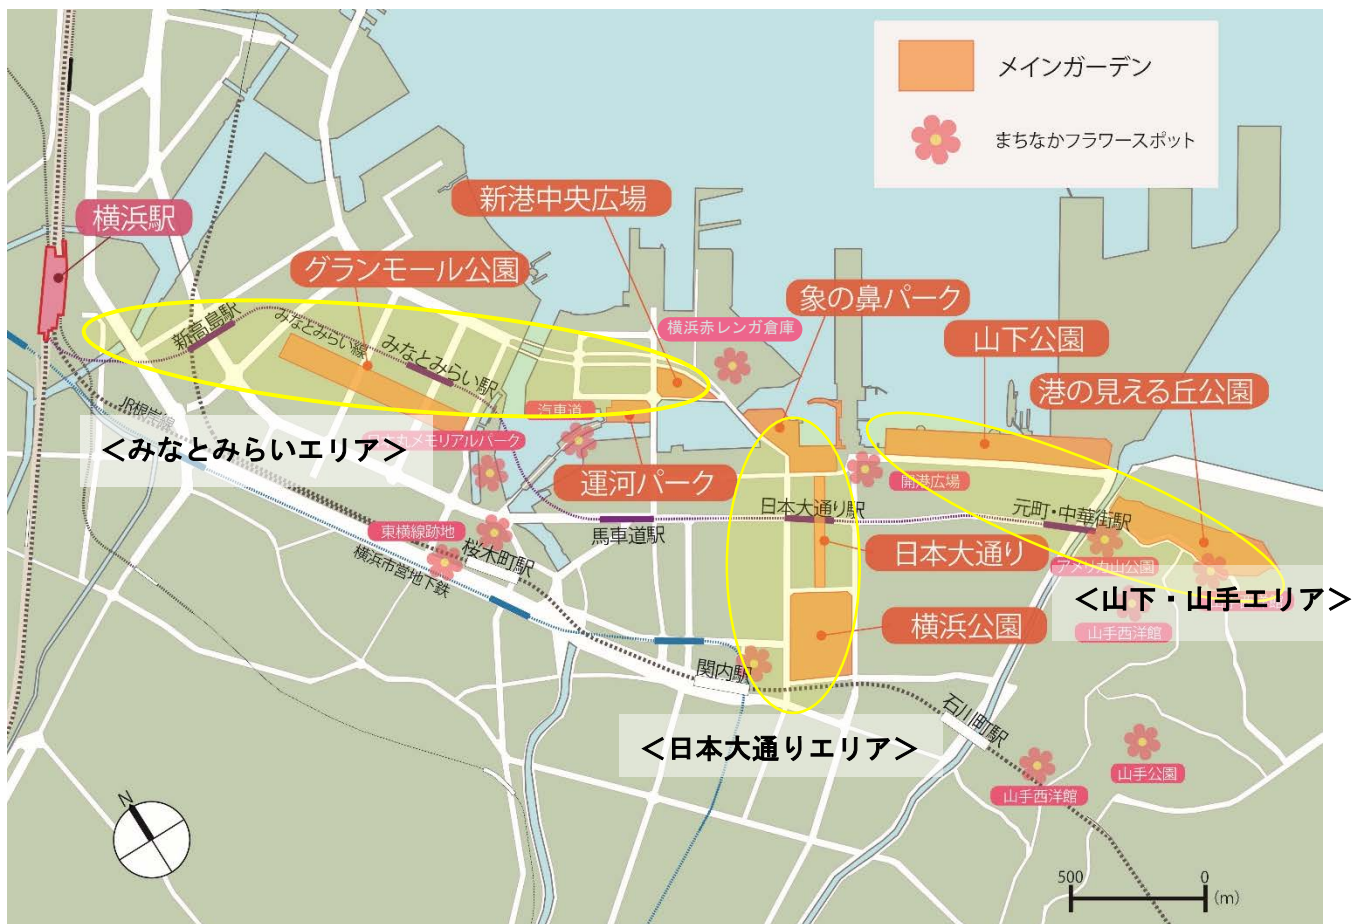 メインガーデン
まちなかフラワースポット
新港中央広場
横浜駅
グランモール公園
象の鼻パーク
新高島駅
みなとみらい線
横浜赤レンガ倉庫
山下公園
みなとみらい駅
港の見える丘公園
JR根岸線
汽車道
<みなとみらいエリア>
丸メモリアルパーク
運河パーク
開港広場
日本大通り駅
元町・中華街駅
東横線跡地
桜木町駅
馬車道駅
日本大通り
アメリカ山公園
横浜市営地下鉄
<山下・山手エリア>
横浜公園
山手西洋館
関内駅
石川町駅
<日本大通りエリア>
山手公園
山手西洋館
N
500
0
(m)